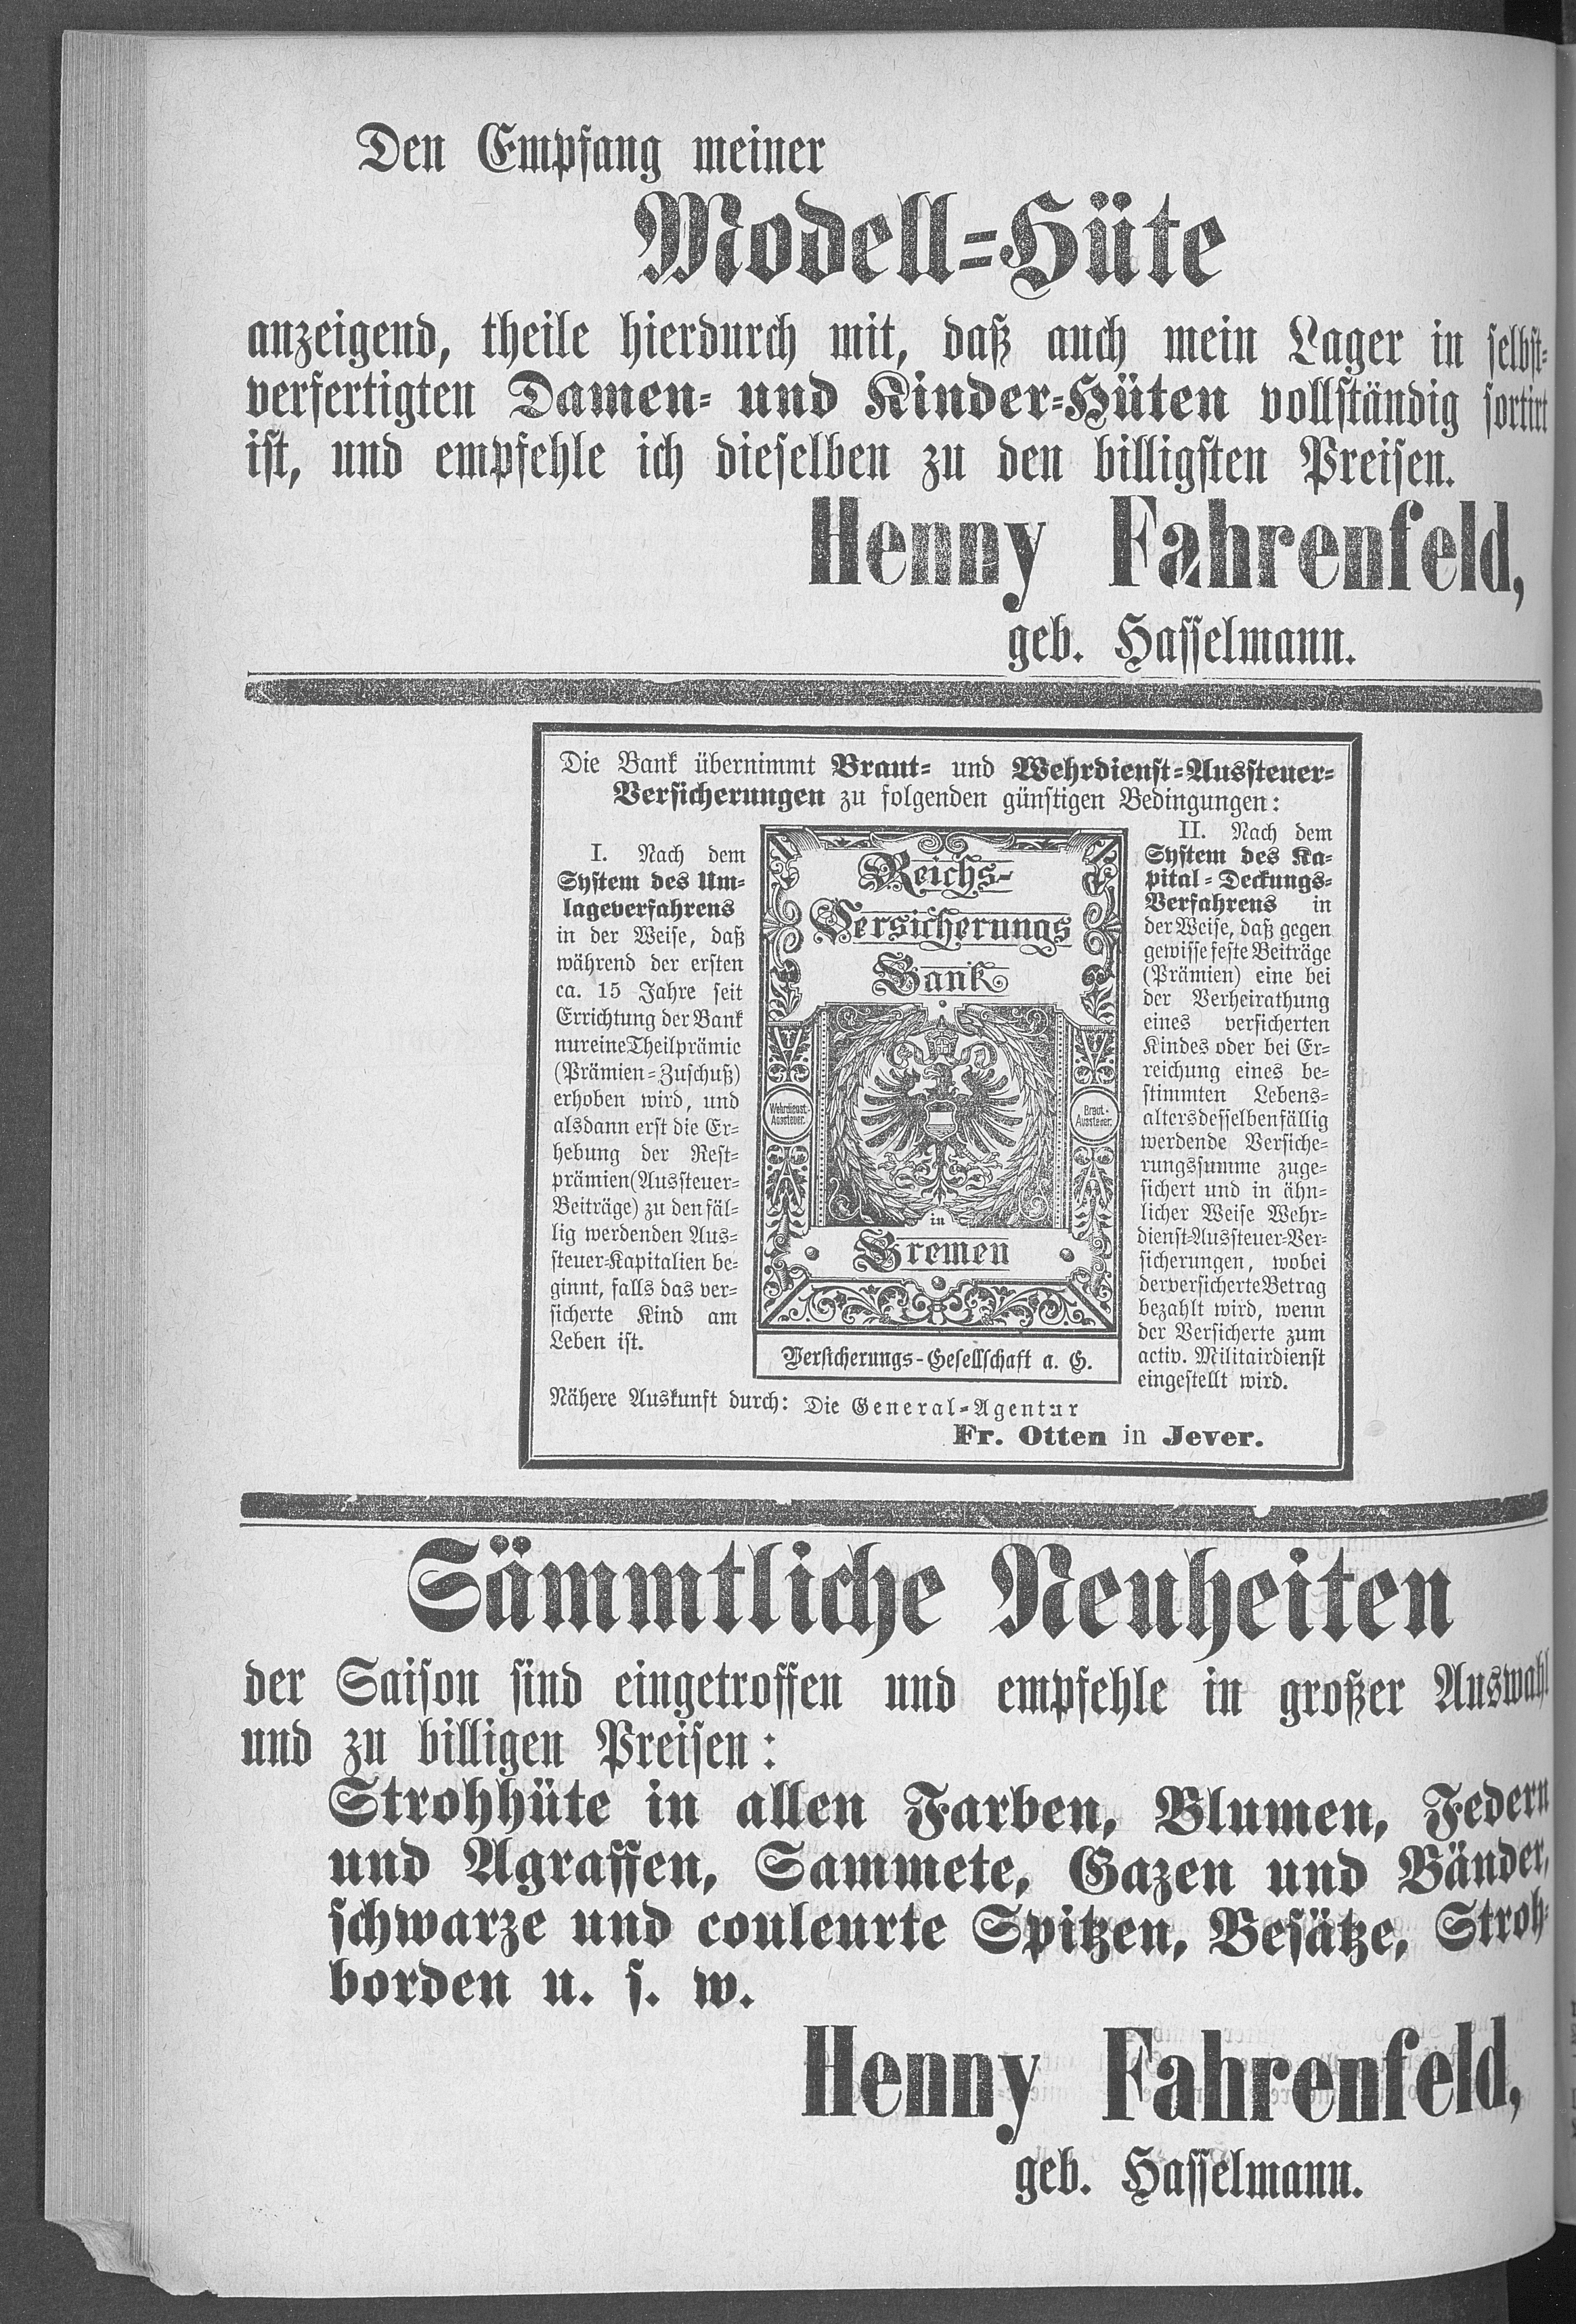 Den Empfang meiner
Modell=Hüte
anzeigend, theile hierdurch mit, daß auch mein Lager in selbst=
verfertigten Damen= und Kinder=Hüten vollständig sortirt
ist, und empfehle ich dieselben zu den billigsten Preisen.
Henny Fahrenfeld,
geb. Hasselmann.
Die Bank übernimmt Braut= und Wehrdienst=Aussteuer=
Versicherungen zu folgenden günstigen Bedingungen:
I. Nach dem
System des Um=
lageverfahrens
in der Weise, daß
während der ersten
ca. 15 Jahre seit
Errichtung der Bank
nur eine Theilprämie
(Prämien=Zuschuß)
erhoben wird, und
alsdann erst die Er=
hebung der Rest=
prämien (Aussteuer=
Beiträge) zu den fäl=
lig werdenden Aus=
steuer=Kapitalien be=
ginnt, falls das ver=
sicherte Kind am
Leben ist.
Reichs-
Versicherungs
Bank
Wehrdienst-
Aussteuer.
Braut-
Aussteuer.
in
Bremen
Versicherungs-Gesellschaft a. G.
II. Nach dem
System des Ka=
pital=Deckungs=
Verfahrens in
der Weise, daß gegen
gewisse feste Beiträge
(Prämien) eine bei
der Verheirathung
eines versicherten
Kindes oder bei Er=
reichung eines be=
stimmten Lebens=
alters desselben fällig
werdende Versiche=
rungssumme zuge=
sichert und in ähn=
licher Weise Wehr=
dienst=Aussteuer=Ver=
sicherungen, wobei
der versicherte Betrag
bezahlt wird, wenn
der Versicherte zum
activ. Militairdienst
eingestellt wird.
Nähere Auskunft durch: Die General=Agentur
Fr. Otten in Jever.
Sämmtliche Neuheiten
der Saison sind eingetroffen und empfehle in großer Auswahl
und zu billigen Preisen:
Strohhüte in allen Farben, Blumen, Federn
und Agraffen, Sammete, Gazen und Bänder,
schwarze und couleurte Spitzen, Besätze, Stroh=
borden u. s. w.
Henny Fahrenfeld,
geb. Hasselmann.